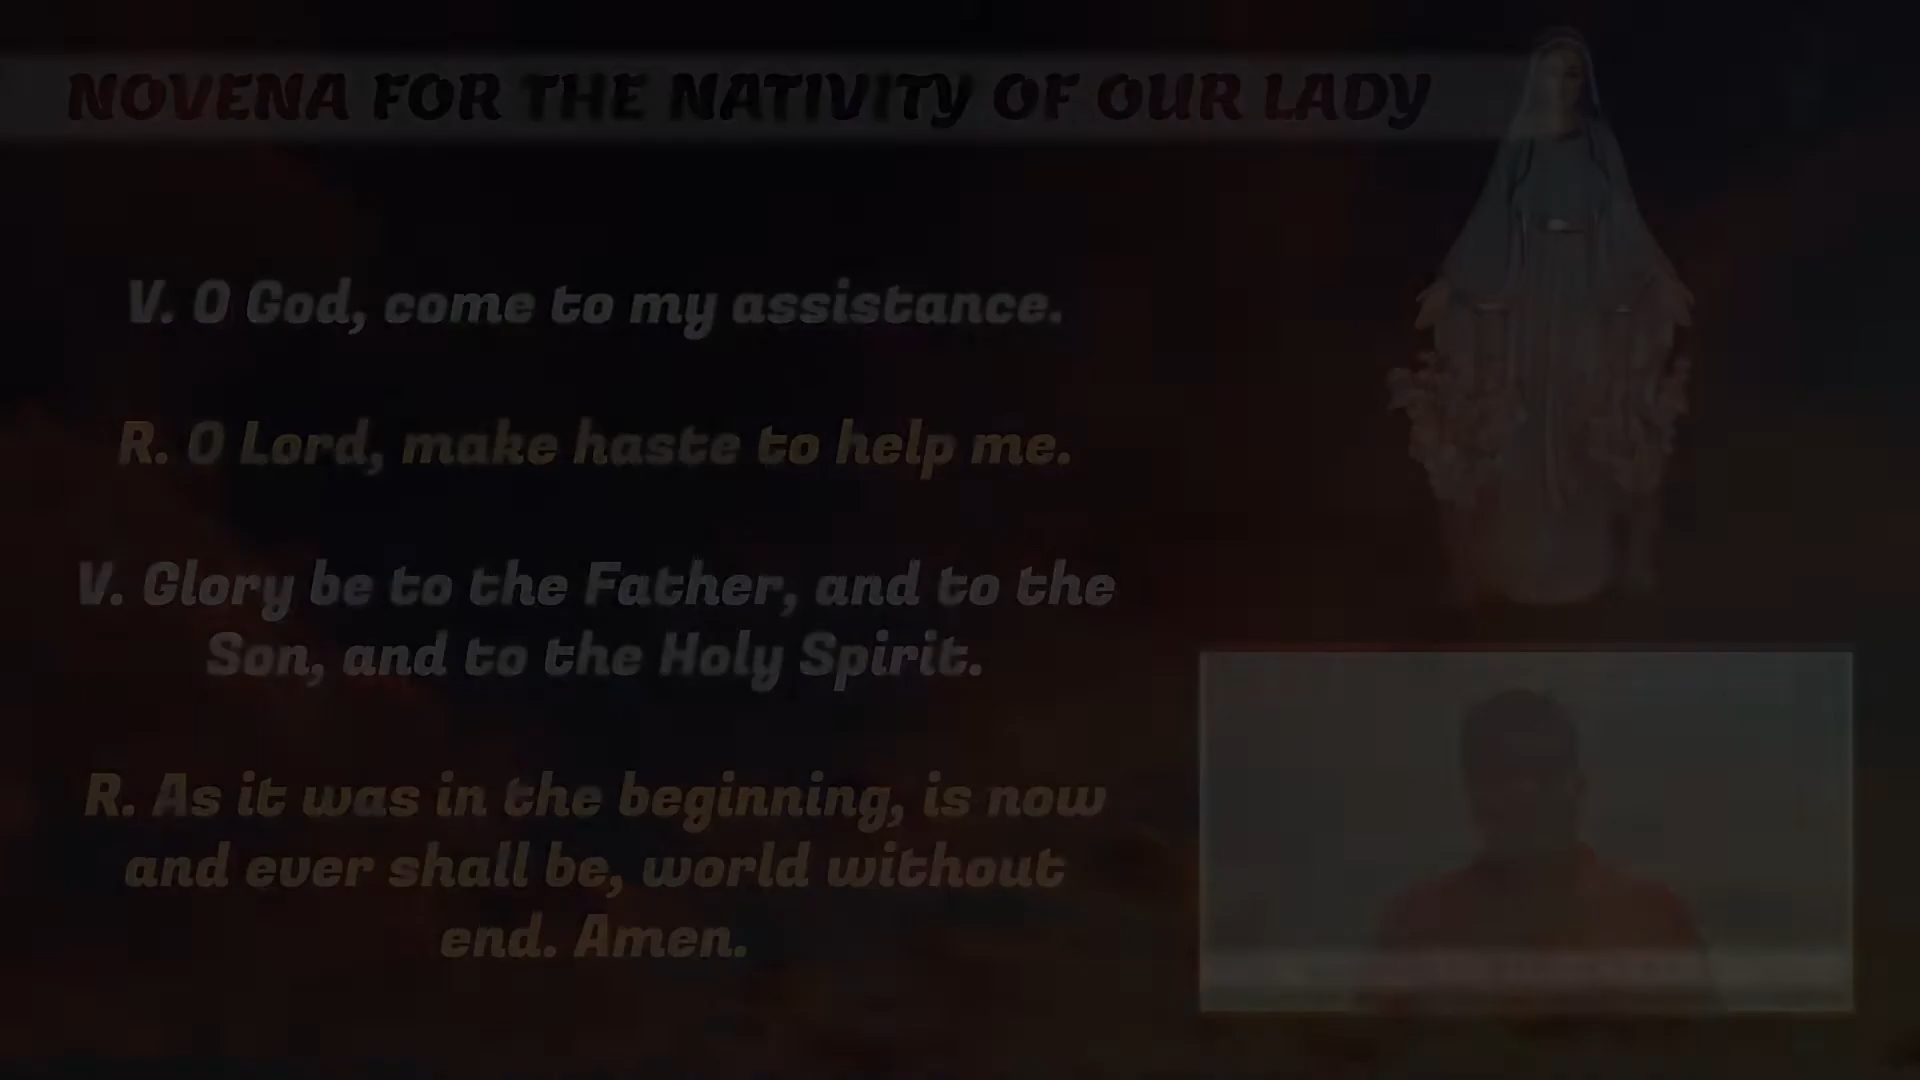 NOVENA FOR THE NATIVITY OF OUR LADY
V. O God, come to my assistance.
R. O Lord, make haste to help me.
V. Glory be to the Father, and to the
Son, and to the Holy Spirit.
R. As it was in the beginning, is now
and ever shall be, world without
end. Amen.